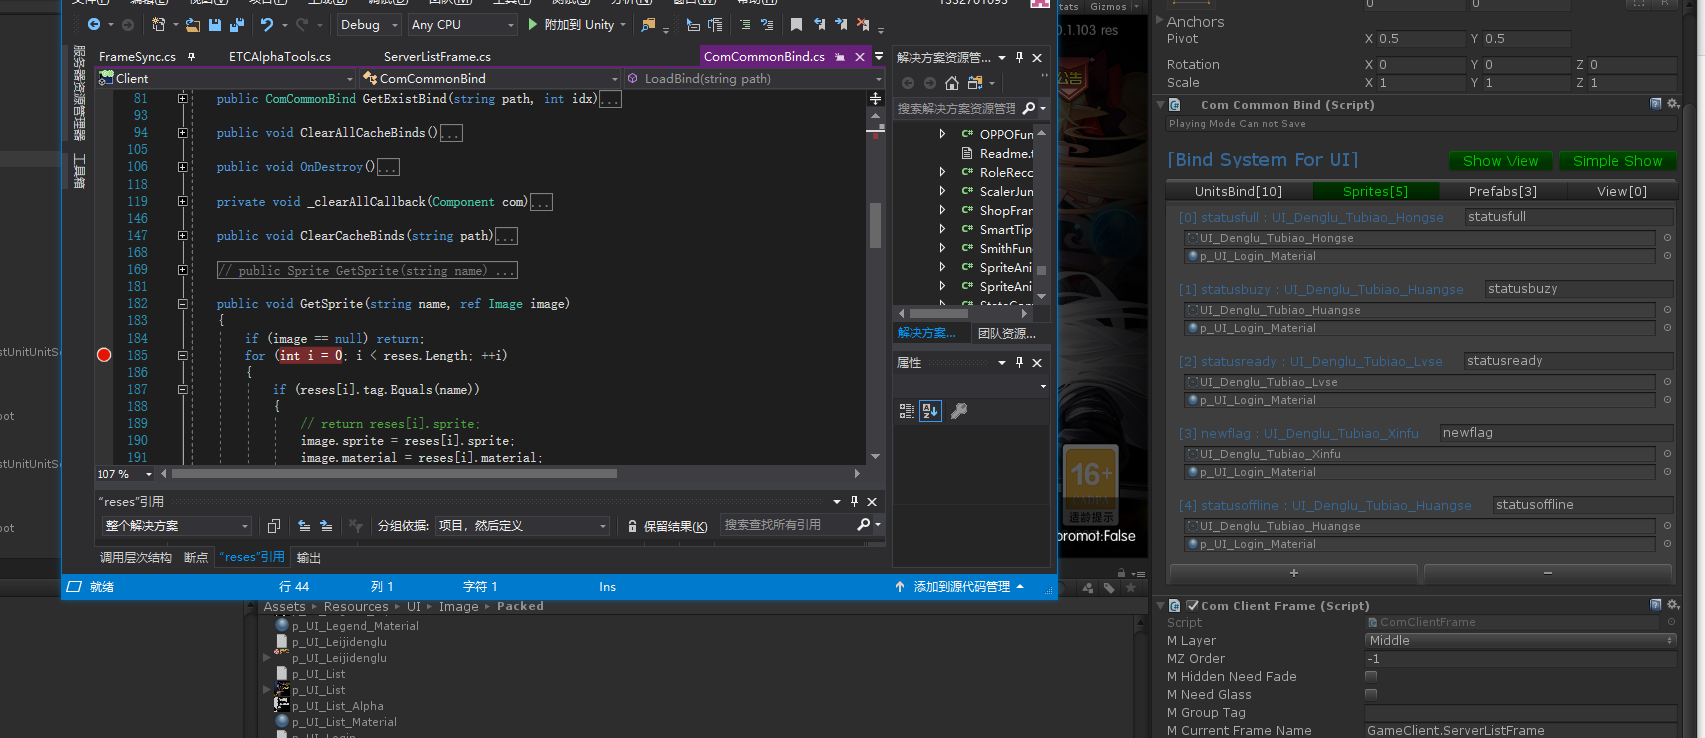 Debug
Any CPU
附加到 Unity
FrameSync.cs
ETCAlphaTools.cs
ServerListFrame.cs
ComCommonBind.cs
Client
ComCommonBind
LoadBind(string path)
服务器资源管理器
工具箱
81 public ComCommonBind GetExistBind(string path, int idx)...
93
94 public void ClearAllCacheBinds()...
105
106 public void OnDestroy()...
118
119 private void _clearAllCallback(Component com)...
146
147 public void ClearCacheBinds(string path)...
168
169 // public Sprite GetSprite(string name) ...
181
182 public void GetSprite(string name, ref Image image)
183 {
184 if (image == null) return;
185 for (int i = 0; i < reses.Length; ++i)
186 {
187 if (reses[i].tag.Equals(name))
188 {
189 // return reses[i].sprite;
190 image.sprite = reses[i].sprite;
191 image.material = reses[i].material;
107 %
"reses"引用
整个解决方案
分组依据:
项目，然后定义
保留结果(K)
搜索查找所有引用
调用层次结构
断点
"reses"引用
输出
就绪
行 44
列 1
字符 1
Ins
添加到源代码管理
解决方案资源管...
搜索解决方案资源管理
C# OPPOFun
Readme.t
C# RoleReco
C# ScalerJun
C# ShopFran
C# SmartTip
C# SmithFun
C# SpriteAni
C# SpriteAni
解决方案...
团队资源...
属性
tats
Gizmos
0.1.103 res
公告
16+
适龄提示
promot:False
stUnitUnitS
oot
stUnitUnitS
oot
Assets ▸ Resources ▸ UI ▸ Image ▸ Packed
p_UI_Legend_Material
p_UI_Leijidenglu
p_UI_Leijidenglu
p_UI_List
p_UI_List
p_UI_List_Alpha
p_UI_List_Material
p_UI_Login
0
0
Anchors
Pivot X 0.5 Y 0.5
Rotation X 0 Y 0 Z 0
Scale X 1 Y 1 Z 1
Com Common Bind (Script)
Playing Mode Can not Save
[Bind System For UI]
Show View
Simple Show
UnitsBind[10]
Sprites[5]
Prefabs[3]
View[0]
[0] statusfull : UI_Denglu_Tubiao_Hongse
statusfull
UI_Denglu_Tubiao_Hongse
p_UI_Login_Material
[1] statusbuzy : UI_Denglu_Tubiao_Huangse
statusbuzy
UI_Denglu_Tubiao_Huangse
p_UI_Login_Material
[2] statusready : UI_Denglu_Tubiao_Lvse
statusready
UI_Denglu_Tubiao_Lvse
p_UI_Login_Material
[3] newflag : UI_Denglu_Tubiao_Xinfu
newflag
UI_Denglu_Tubiao_Xinfu
p_UI_Login_Material
[4] statusoffline : UI_Denglu_Tubiao_Huangse
statusoffline
UI_Denglu_Tubiao_Huangse
p_UI_Login_Material
+
−
Com Client Frame (Script)
Script
ComClientFrame
M Layer
Middle
MZ Order
-1
M Hidden Need Fade
M Need Glass
M Group Tag
M Current Frame Name
GameClient.ServerListFrame